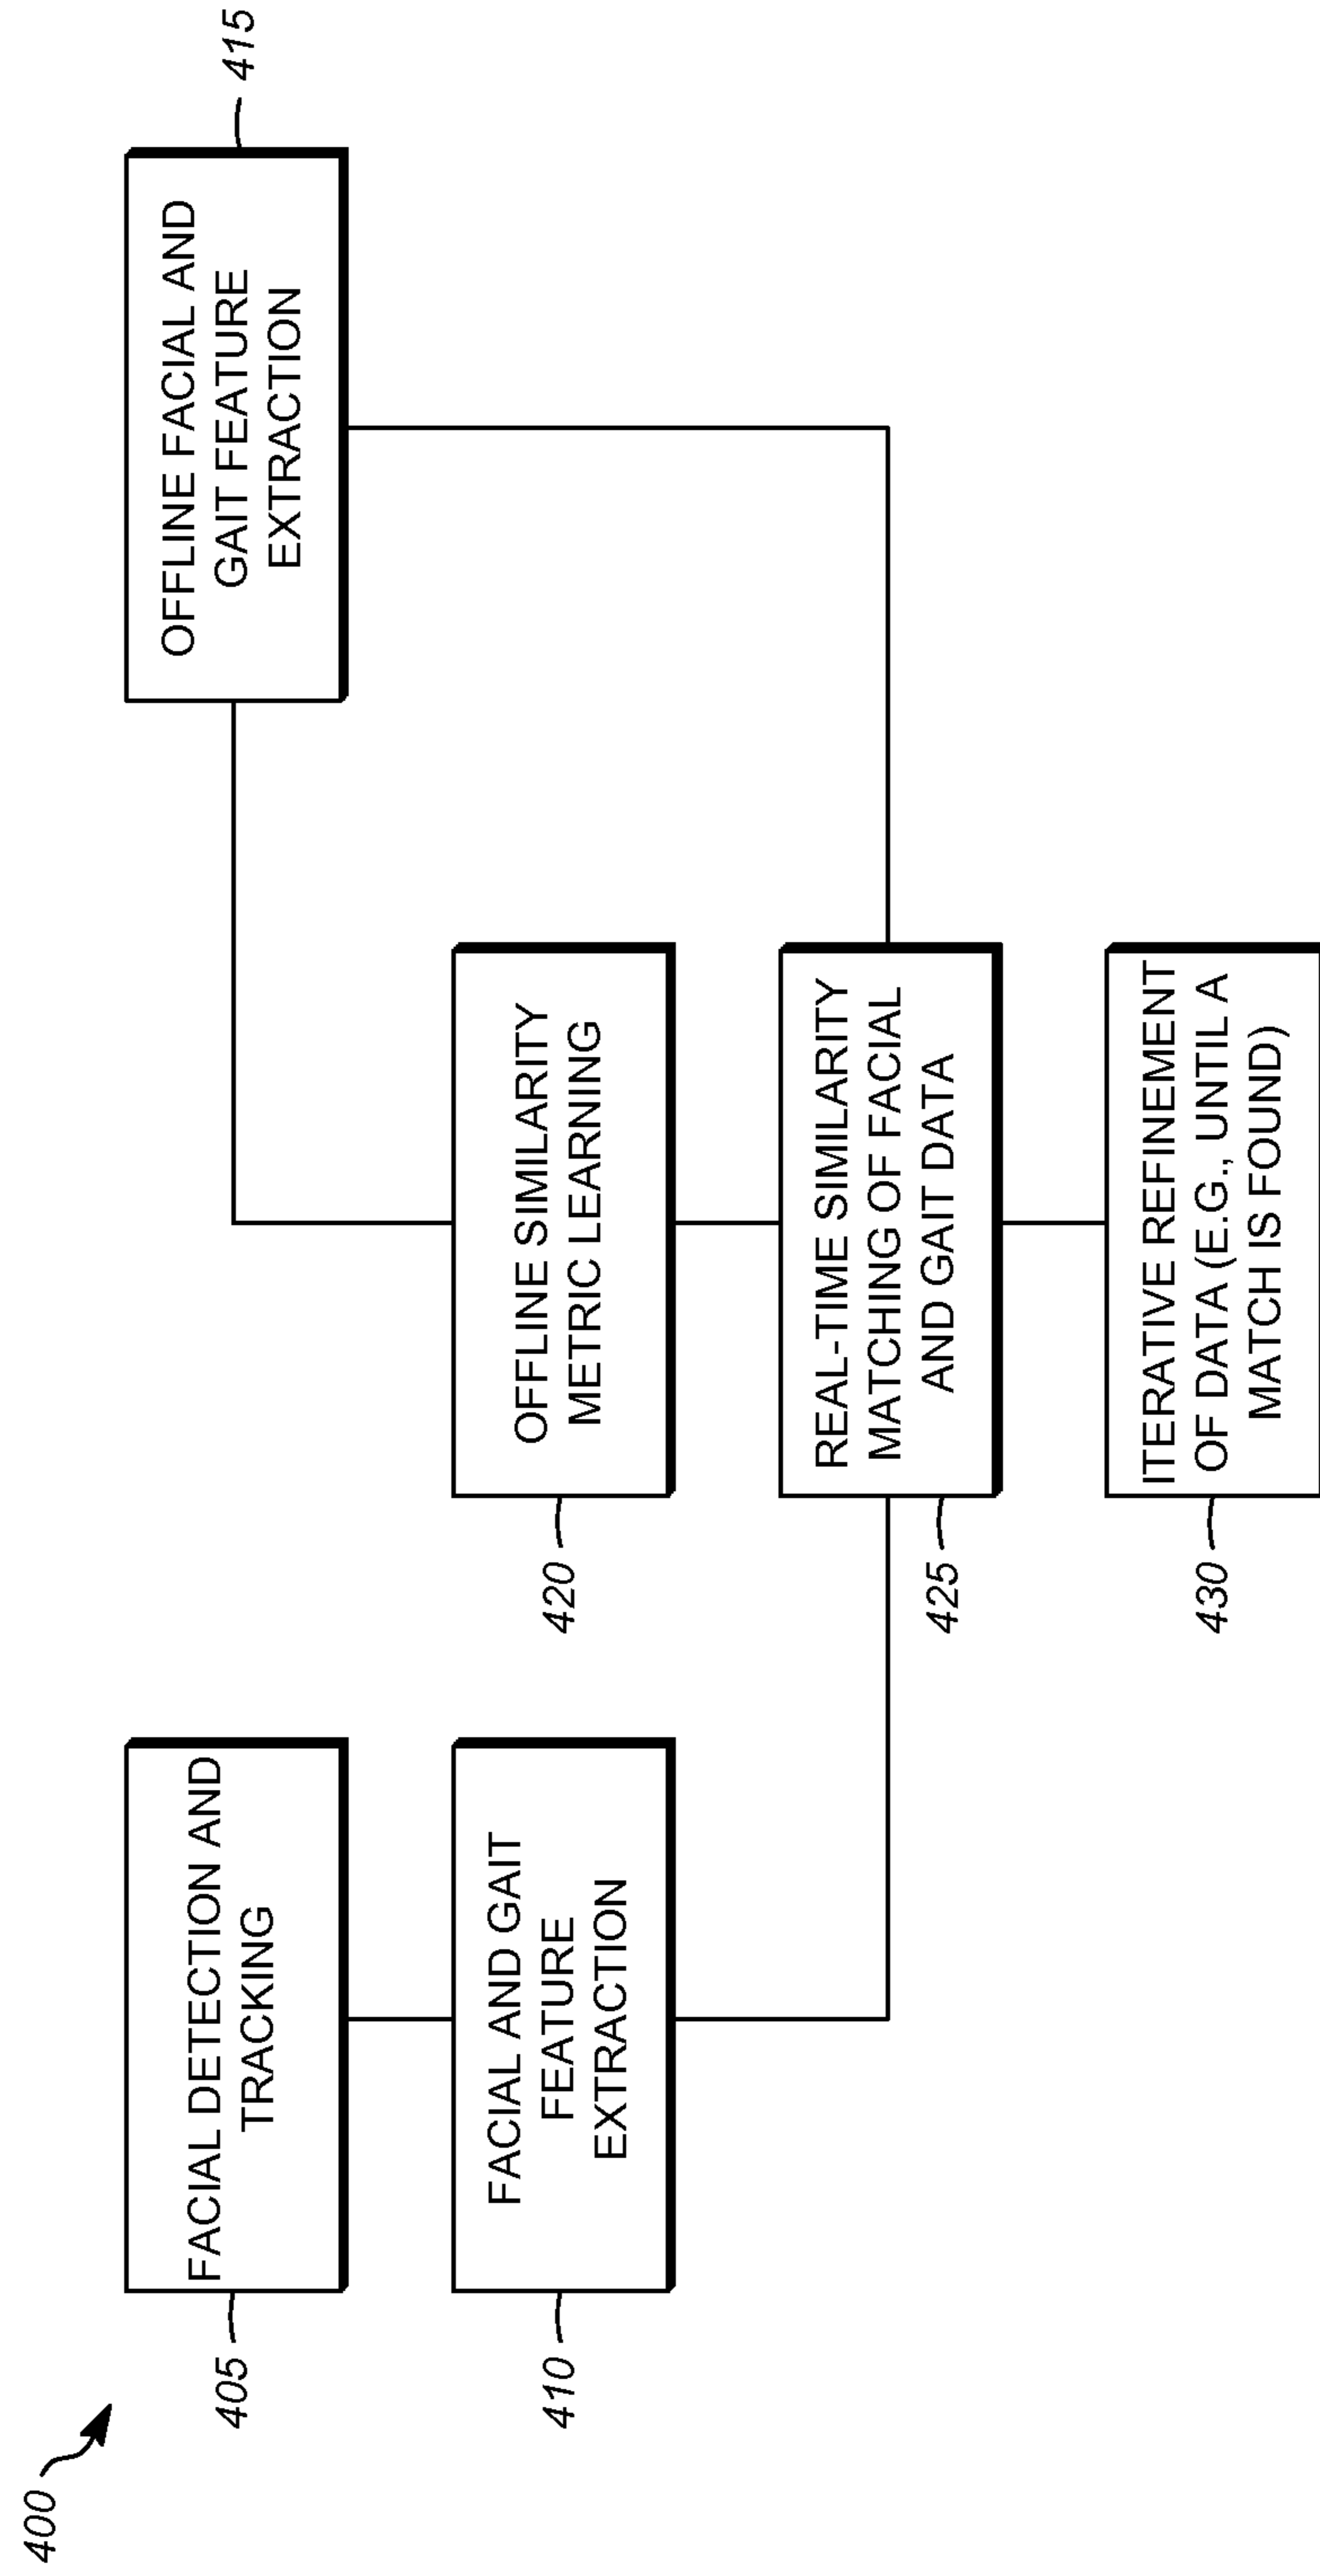 400
405
FACIAL DETECTION AND
TRACKING
410
FACIAL AND GAIT
FEATURE
EXTRACTION
OFFLINE FACIAL AND
GAIT FEATURE
EXTRACTION
415
420
OFFLINE SIMILARITY
METRIC LEARNING
425
REAL-TIME SIMILARITY
MATCHING OF FACIAL
AND GAIT DATA
430
ITERATIVE REFINEMENT
OF DATA (E.G., UNTIL A
MATCH IS FOUND)